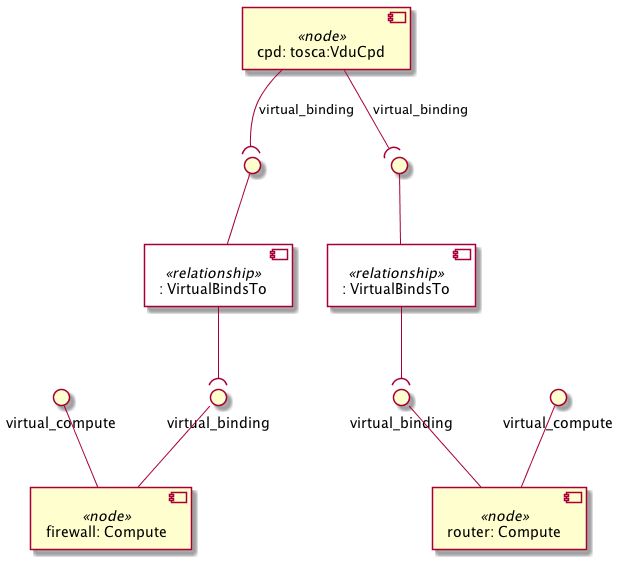 «node»
cpd: tosca:VduCpd
virtual_binding
virtual_binding
«relationship»
: VirtualBindsTo
«relationship»
: VirtualBindsTo
virtual_compute
virtual_binding
virtual_binding
virtual_compute
«node»
firewall: Compute
«node»
router: Compute